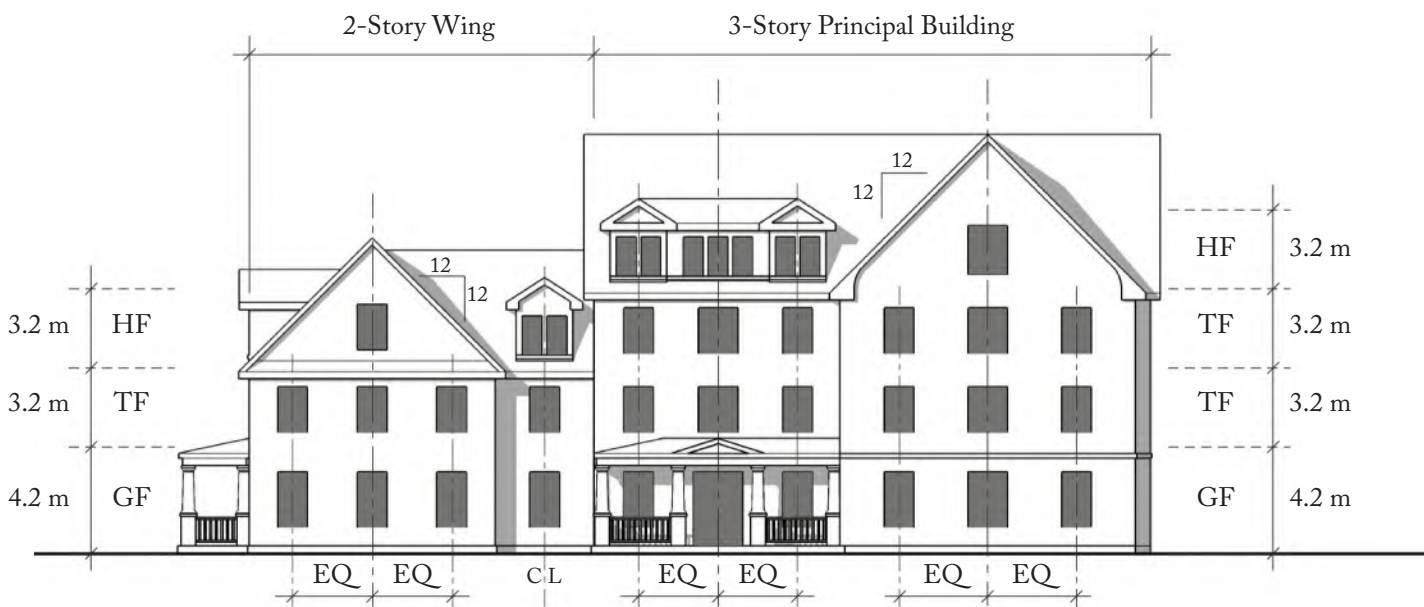 2-Story Wing
3-Story Principal Building
12
12
12
12
3.2 m HF
3.2 m TF
4.2 m GF
HF 3.2 m
TF 3.2 m
TF 3.2 m
GF 4.2 m
EQ EQ CL EQ EQ EQ EQ